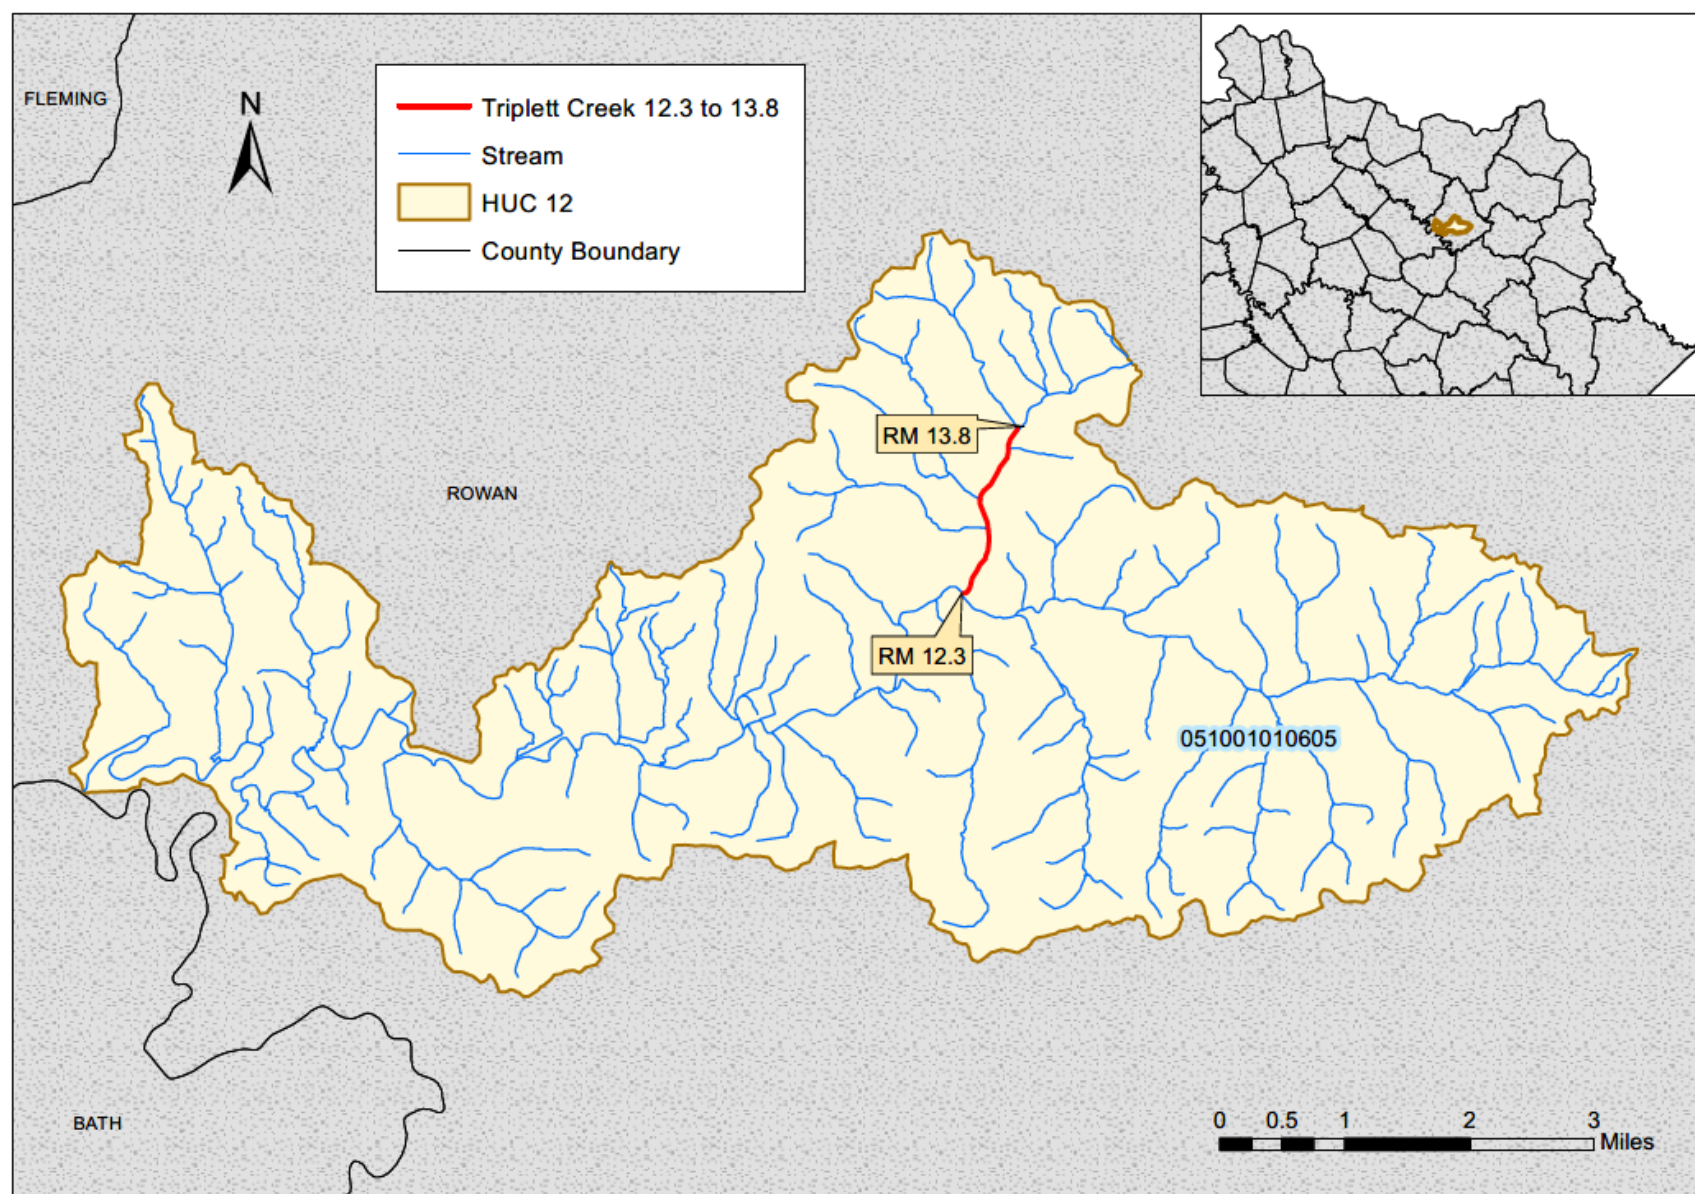 FLEMING
N
Triplett Creek 12.3 to 13.8
Stream
HUC 12
County Boundary
RM 13.8
ROWAN
RM 12.3
051001010605
BATH
0 0.5 1 2 3
Miles